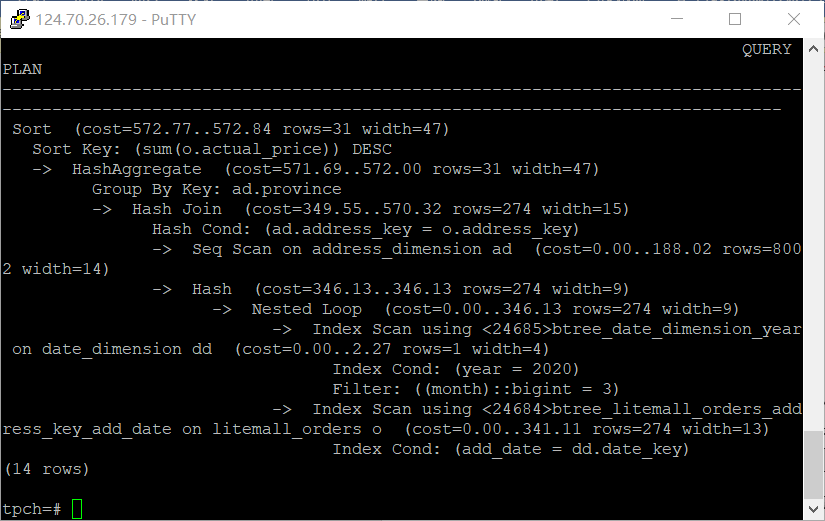 124.70.26.179 - PuTTY
QUERY
PLAN
--------------------------------------------------------------------------------
------------------------------------------------------------------------------
 Sort  (cost=572.77..572.84 rows=31 width=47)
   Sort Key: (sum(o.actual_price)) DESC
   ->  HashAggregate  (cost=571.69..572.00 rows=31 width=47)
         Group By Key: ad.province
         ->  Hash Join  (cost=349.55..570.32 rows=274 width=15)
               Hash Cond: (ad.address_key = o.address_key)
               ->  Seq Scan on address_dimension ad  (cost=0.00..188.02 rows=800
2 width=14)
               ->  Hash  (cost=346.13..346.13 rows=274 width=9)
                     ->  Nested Loop  (cost=0.00..346.13 rows=274 width=9)
                           ->  Index Scan using <24685>btree_date_dimension_year
 on date_dimension dd  (cost=0.00..2.27 rows=1 width=4)
                                 Index Cond: (year = 2020)
                                 Filter: ((month)::bigint = 3)
                           ->  Index Scan using <24684>btree_litemall_orders_add
ress_key_add_date on litemall_orders o  (cost=0.00..341.11 rows=274 width=13)
                                 Index Cond: (add_date = dd.date_key)
(14 rows)
tpch=#